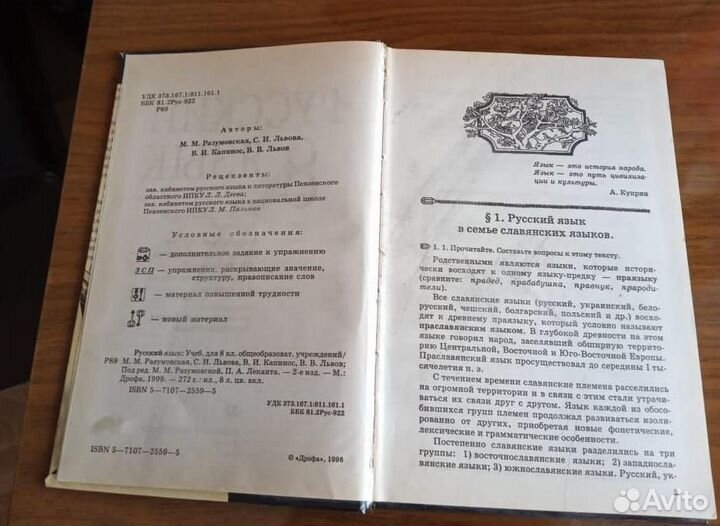 УДК 373.167.1:811.161.1
ББК 81.2Рус-922
Р89
Авторы:
М. М. Разумовская, С. И. Львова,
В. И. Капинос, В. В. Львов
Рецензенты:
зав. кабинетом русского языка и литературы Пензенского
областного ИПКУ Л. Л. Дяева;
зав. кабинетом русского языка в национальной школе
Пензенского ИПКУ Л. М. Пальман
Условные обозначения:
— дополнительное задание к упражнению
З С П — упражнения, раскрывающие значение,
структуру, правописание слов
— материал повышенной трудности
— новый материал
Русский язык: Учеб. для 8 кл. общеобразоват. учреждений/
Р89 М. М. Разумовская, С. И. Львова, В. И. Капинос, В. В. Львов;
Под ред. М. М. Разумовской, П. А. Леканта. — 2-е изд. — М.:
Дрофа, 1999. — 272 с.: ил., 8 л. цв. вкл.
ISBN 5—7107—2559—5
УДК 373.167.1:811.161.1
ББК 81.2Рус-922
ISBN 5—7107—2559—5
© «Дрофа», 1998
Язык — это история народа.
Язык — это путь цивилиза-
ции и культуры.
А. Куприн
§ 1. Русский язык
в семье славянских языков.
1. 1. Прочитайте. Составьте вопросы к этому тексту.
Родственными являются языки, которые истори-
чески восходят к одному языку-предку — праязыку
(сравните: прадед, прабабушка, правнук, прароди-
тели).
Все славянские языки (русский, украинский, бело-
русский, чешский, болгарский, польский и др.) восхо-
дят к древнему праязыку, который условно называют
праславянским языком. В глубокой древности на этом
языке говорил народ, заселявший обширную террито-
рию Центральной, Восточной и Юго-Восточной Европы.
Праславянский язык просуществовал до середины I ты-
сячелетия н. э.
С течением времени славянские племена расселились
на огромной территории и в связи с этим стали утрачи-
ваться их связи друг с другом. Язык каждой из обосо-
бившихся групп племен продолжал развиваться изоли-
рованно от других, приобретая новые фонетические,
лексические и грамматические особенности.
Постепенно славянские языки разделились на три
группы: 1) восточнославянские языки; 2) западносла-
вянские языки; 3) южнославянские языки. Русский, ук-
Avito